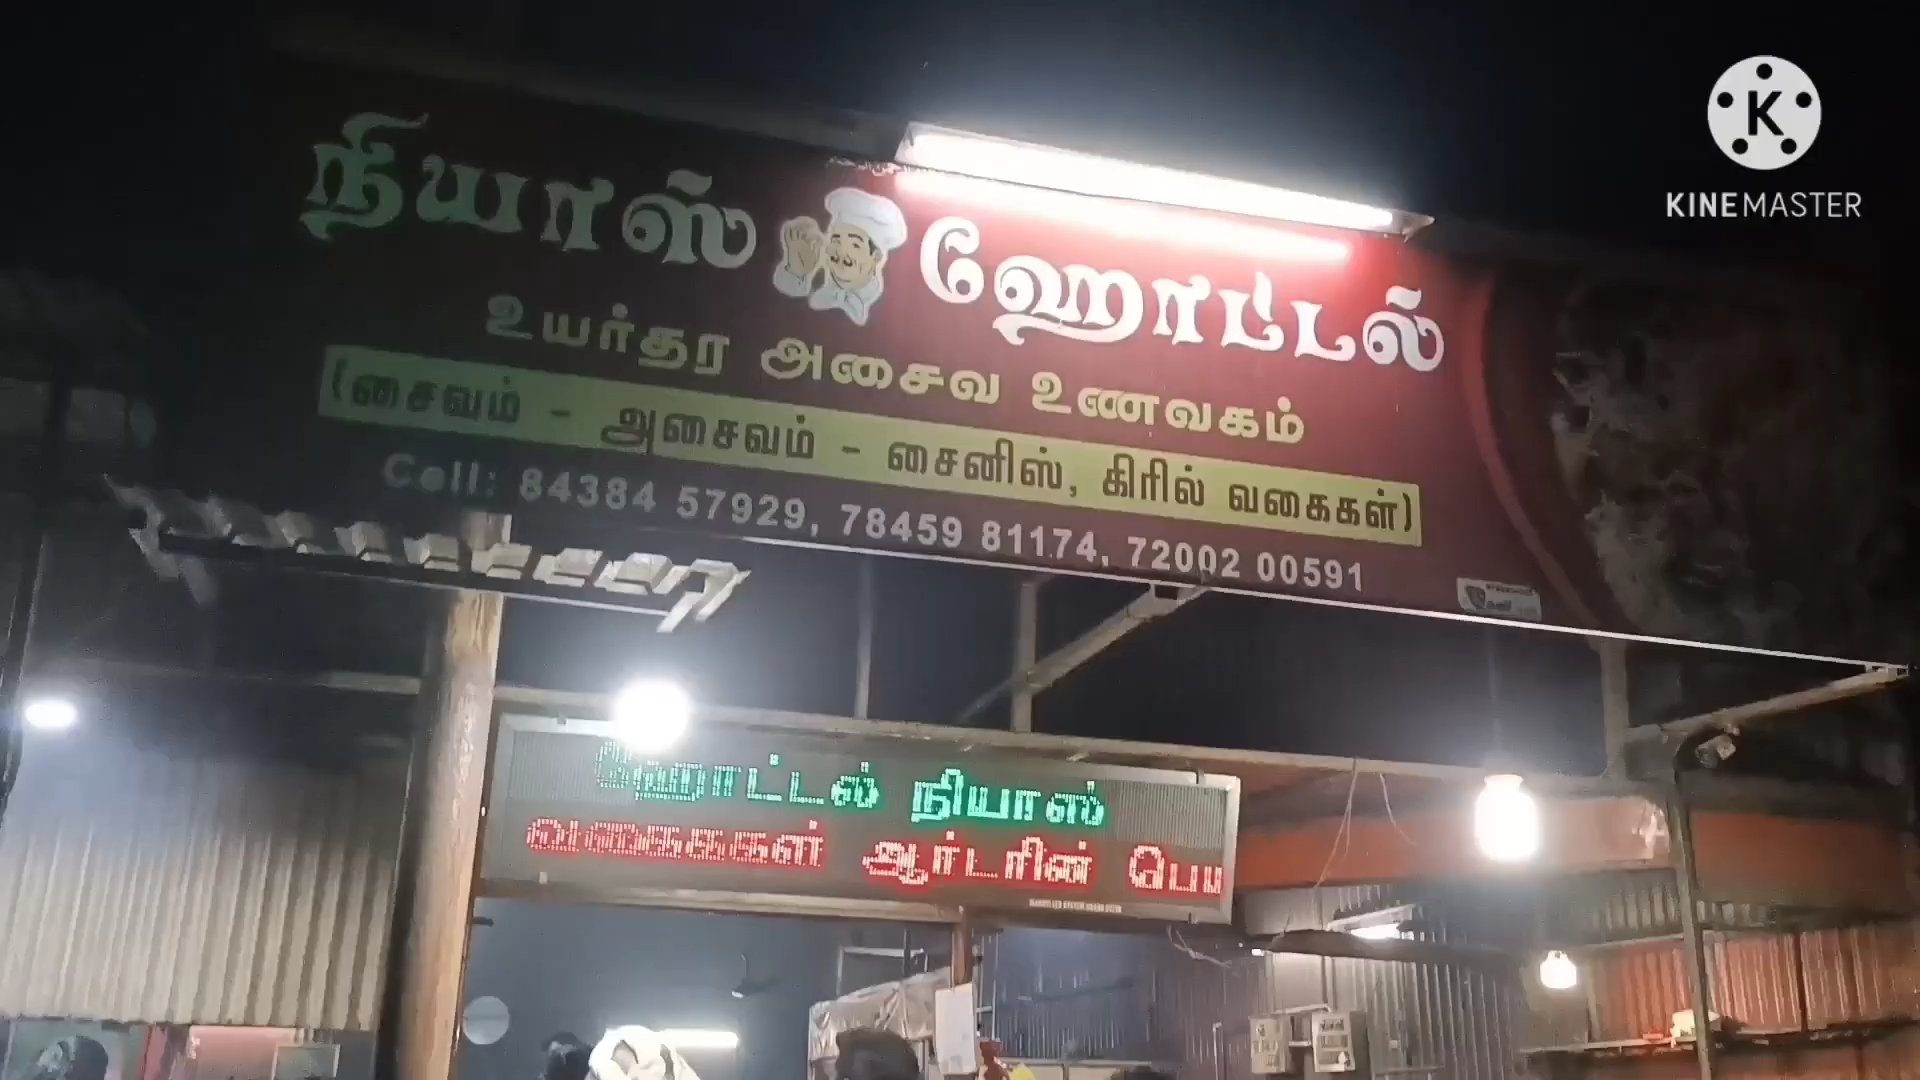 KINEMASTER
நியாஸ் ஹோட்டல்
உயர்தர அசைவ உணவகம்
(சைவம் - அசைவம் - சைனிஸ், கிரில் வகைகள்)
Cell: 84384 57929, 78459 81174, 72002 00591
ஹோட்டல் நியாஸ்
வகைகள் ஆர்டரின் பெய